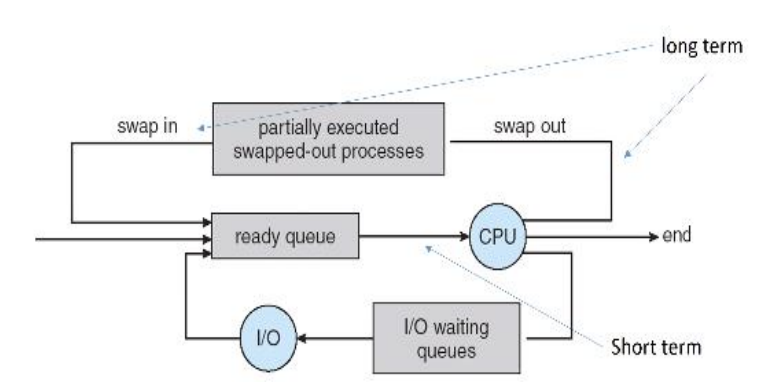 long term
swap in
partially executed
swapped-out processes
swap out
ready queue
CPU
end
I/O
I/O waiting
queues
Short term